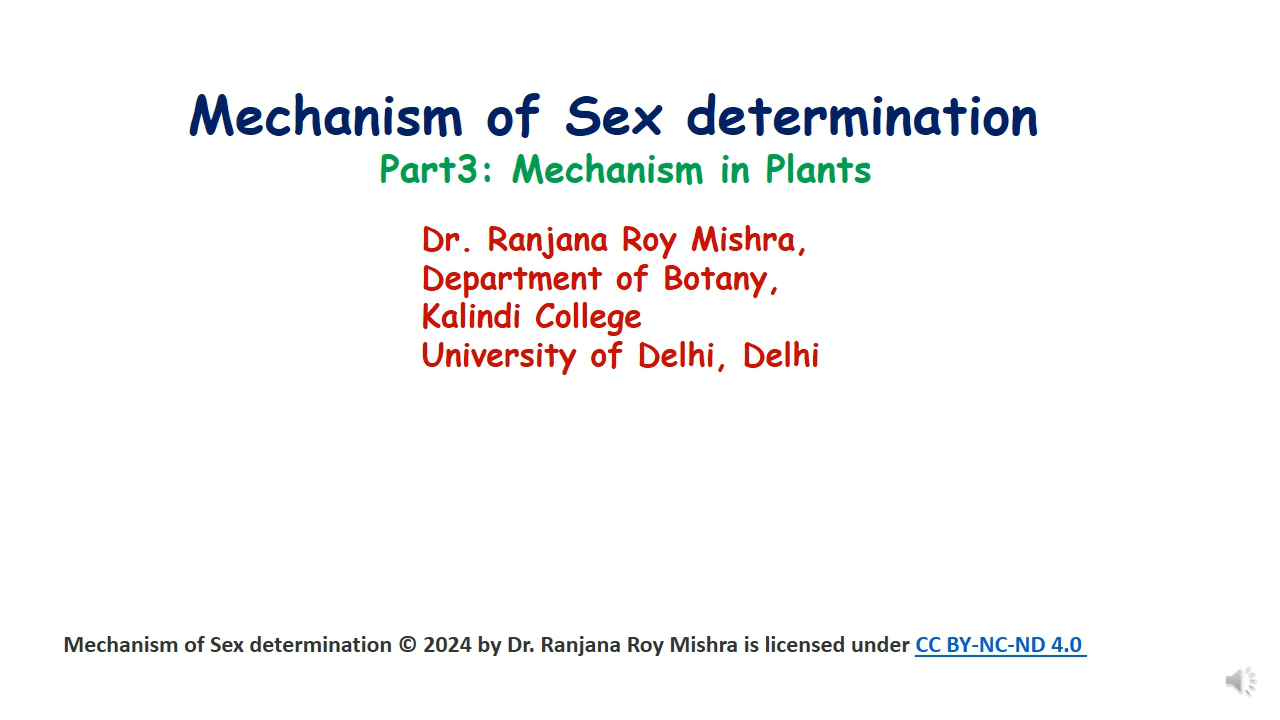 Mechanism of Sex determination
Part3: Mechanism in Plants
Dr. Ranjana Roy Mishra,
Department of Botany,
Kalindi College
University of Delhi, Delhi
Mechanism of Sex determination © 2024 by Dr. Ranjana Roy Mishra is licensed under CC BY-NC-ND 4.0